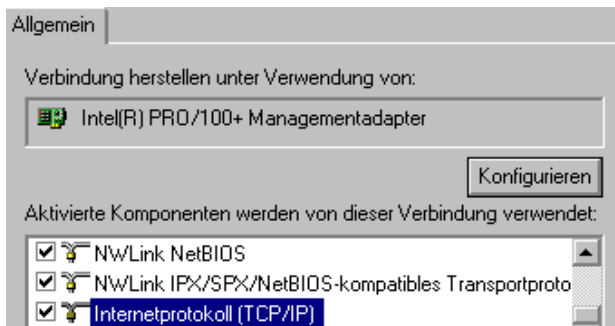 Allgemein
Verbindung herstellen unter Verwendung von:
Intel(R) PRO/100+ Managementadapter
Konfigurieren
Aktivierte Komponenten werden von dieser Verbindung verwendet:
NWLink NetBIOS
NWLink IPX/SPX/NetBIOS-kompatibles Transportproto
Internetprotokoll (TCP/IP)